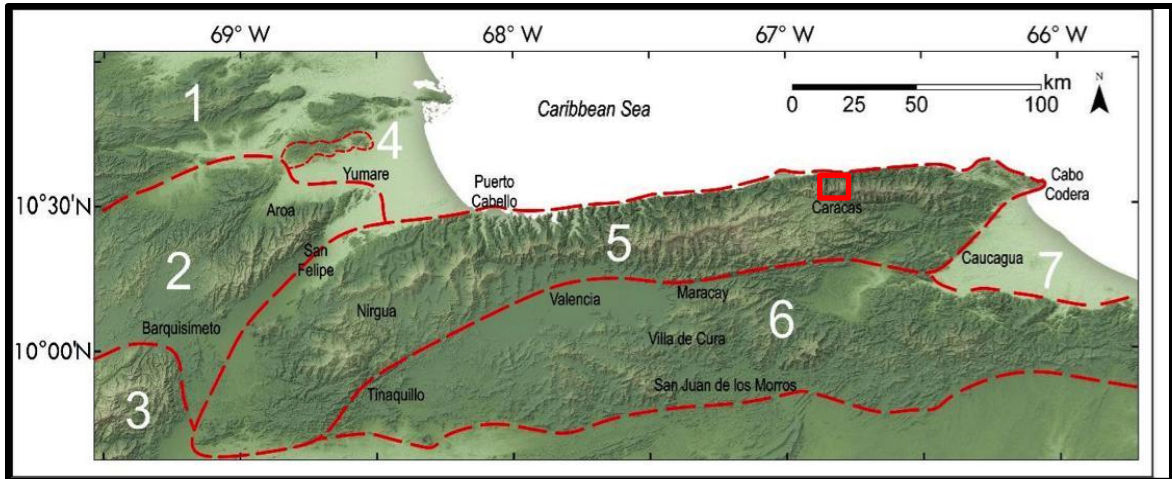 69° W 68° W 67° W 66° W
km
0 25 50 100
N
1
Caribbean Sea
4
Yumare
Puerto
Cabello
Cabo
Codera
10°30'N
Aroa
Caracas
San
Felipe
5
Caucagua
7
2
Nirgua
Valencia
Maracay
6
Barquisimeto
Villa de Cura
10°00'N
3
Tinaquillo
San Juan de los Morros